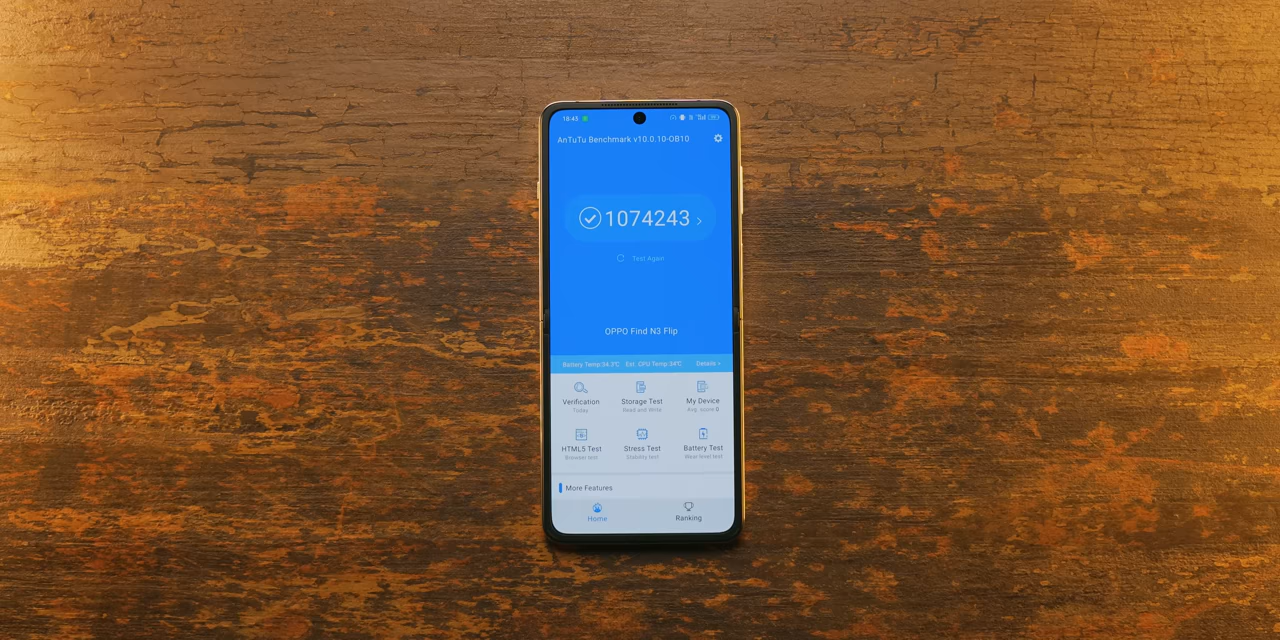 18:43
AnTuTu Benchmark v10.0.10-OB10
1074243
Test Again
OPPO Find N3 Flip
Battery Temp:34.3°C Est. CPU Temp:34°C Details
Verification Storage Test My Device
Today Read and Write Avg. score 0
HTML5 Test Stress Test Battery Test
Browser test Stability test Wear level test
More Features
Home Ranking